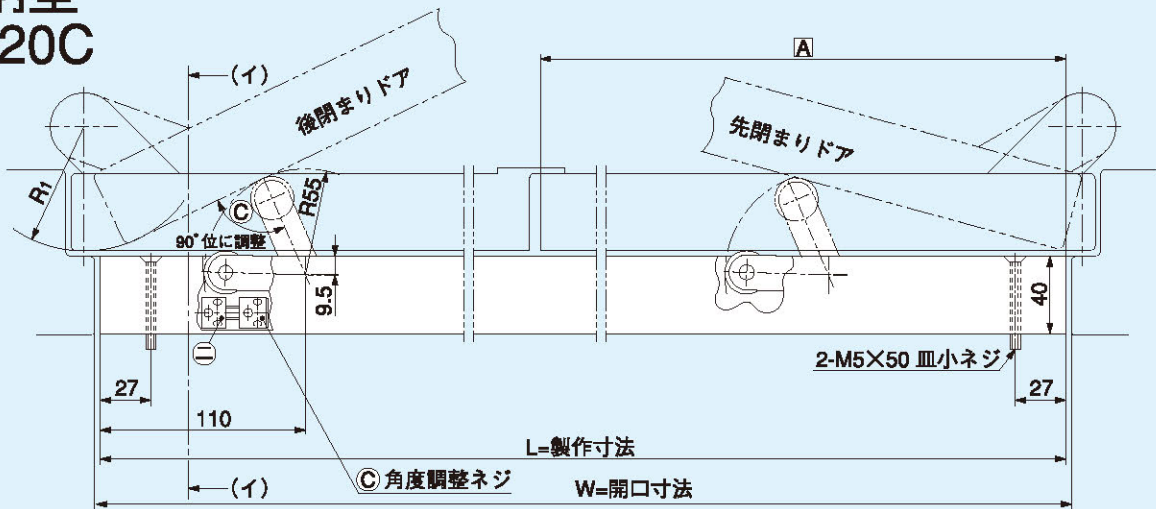 20C
(イ)
A
後閉まりドア
先閉まりドア
R1
C
R55
90°位に調整
9.5
40
ニ
2-M5×50 皿小ネジ
27
27
110
L=製作寸法
C 角度調整ネジ
(イ)
W=開口寸法